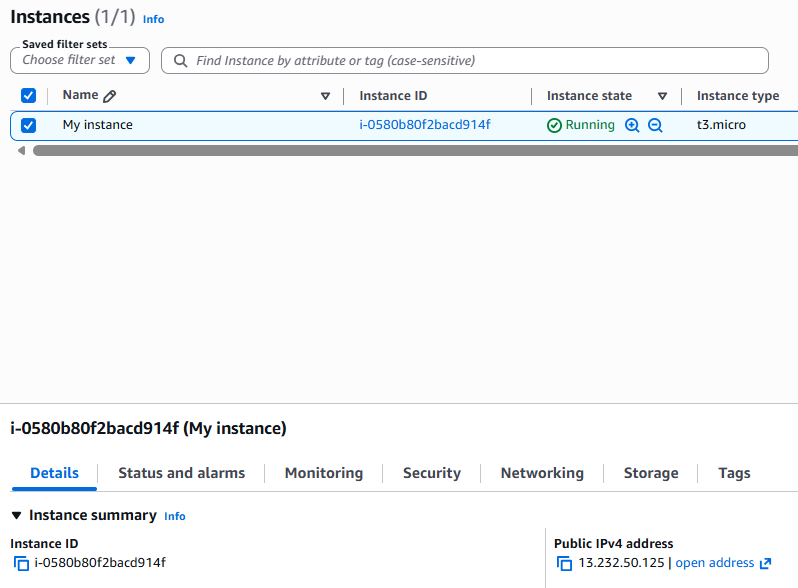 Instances (1/1) Info
Saved filter sets
Choose filter set
Find Instance by attribute or tag (case-sensitive)
Name Instance ID Instance state Instance type
My instance i-0580b80f2bacd914f Running t3.micro
i-0580b80f2bacd914f (My instance)
Details Status and alarms Monitoring Security Networking Storage Tags
Instance summary Info
Instance ID Public IPv4 address
i-0580b80f2bacd914f 13.232.50.125 | open address